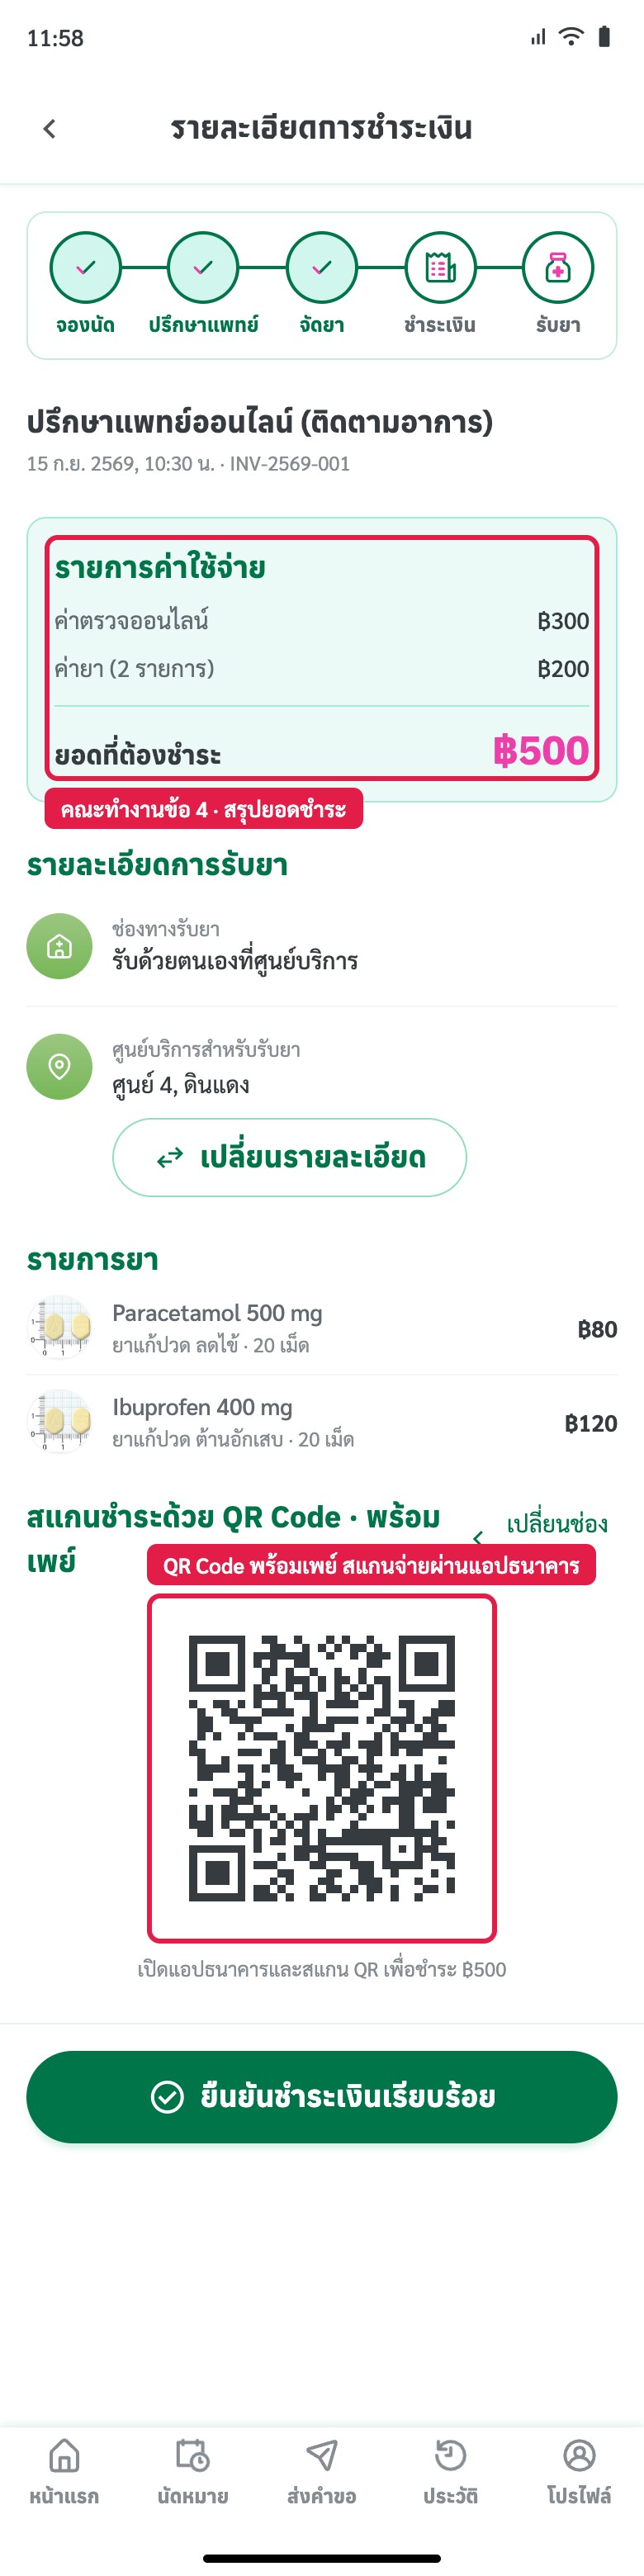 11:58
รายละเอียดการชำระเงิน
จองนัด
ปรึกษาแพทย์
จัดยา
ชำระเงิน
รับยา
ปรึกษาแพทย์ออนไลน์ (ติดตามอาการ)
15 ก.ย. 2569, 10:30 น. · INV-2569-001
รายการค่าใช้จ่าย
ค่าตรวจออนไลน์ ฿300
ค่ายา (2 รายการ) ฿200
ยอดที่ต้องชำระ ฿500
คณะทำงานข้อ 4 · สรุปยอดชำระ
รายละเอียดการรับยา
ช่องทางรับยา
รับด้วยตนเองที่ศูนย์บริการ
ศูนย์บริการสำหรับรับยา
ศูนย์ 4, ดินแดง
เปลี่ยนรายละเอียด
รายการยา
Paracetamol 500 mg
ยาแก้ปวด ลดไข้ · 20 เม็ด
฿80
Ibuprofen 400 mg
ยาแก้ปวด ต้านอักเสบ · 20 เม็ด
฿120
สแกนชำระด้วย QR Code · พร้อม
เพย์
เปลี่ยนช่อง
QR Code พร้อมเพย์ สแกนจ่ายผ่านแอปธนาคาร
เปิดแอปธนาคารและสแกน QR เพื่อชำระ ฿500
ยืนยันชำระเงินเรียบร้อย
หน้าแรก
นัดหมาย
ส่งคำขอ
ประวัติ
โปรไฟล์